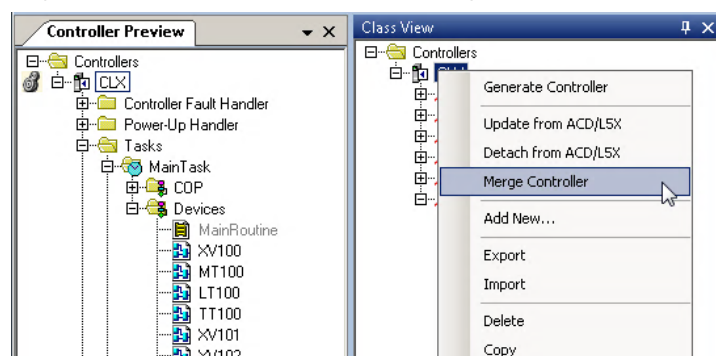 Controller Preview
Controllers
CLX
Controller Fault Handler
Power-Up Handler
Tasks
MainTask
COP
Devices
MainRoutine
XV100
MT100
LT100
TT100
XV101
Class View
Controllers
Generate Controller
Update from ACD/L5X
Detach from ACD/L5X
Merge Controller
Add New...
Export
Import
Delete
Copy